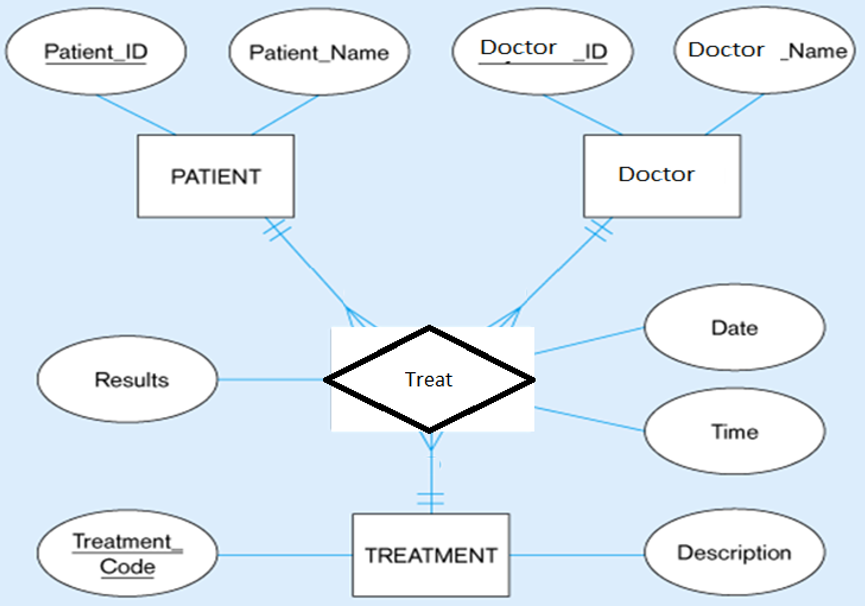 Patient_ID
Patient_Name
Doctor _ID
Doctor _Name
PATIENT
Doctor
Date
Results
Treat
Time
Treatment_
Code
TREATMENT
Description